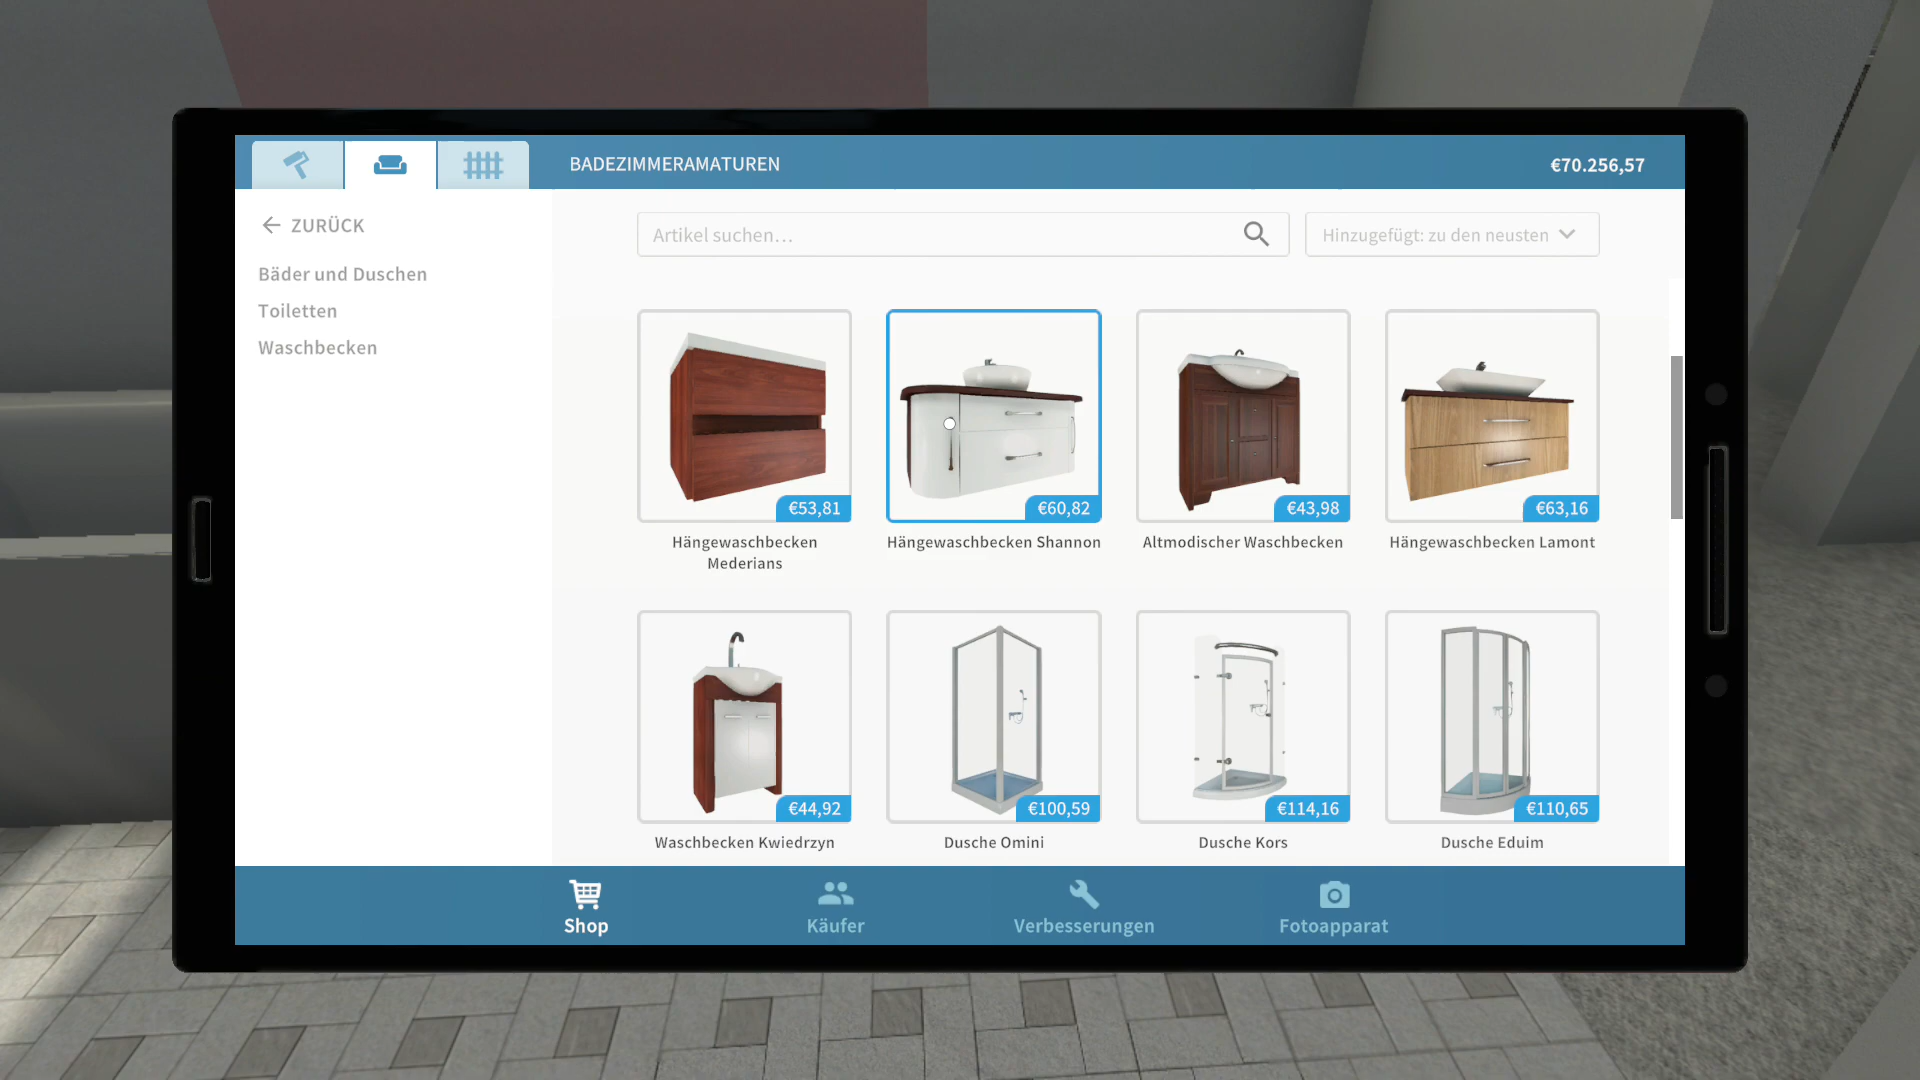 BADEZIMMERAMATUREN
€70.256,57
ZURÜCK
Bäder und Duschen
Toiletten
Waschbecken
Artikel suchen...
Hinzugefügt: zu den neusten
€53,81
€60,82
€43,98
€63,16
Hängewaschbecken
Mederians
Hängewaschbecken Shannon
Altmodischer Waschbecken
Hängewaschbecken Lamont
€44,92
€100,59
€114,16
€110,65
Waschbecken Kwiedrzyn
Dusche Omini
Dusche Kors
Dusche Eduim
Shop
Käufer
Verbesserungen
Fotoapparat